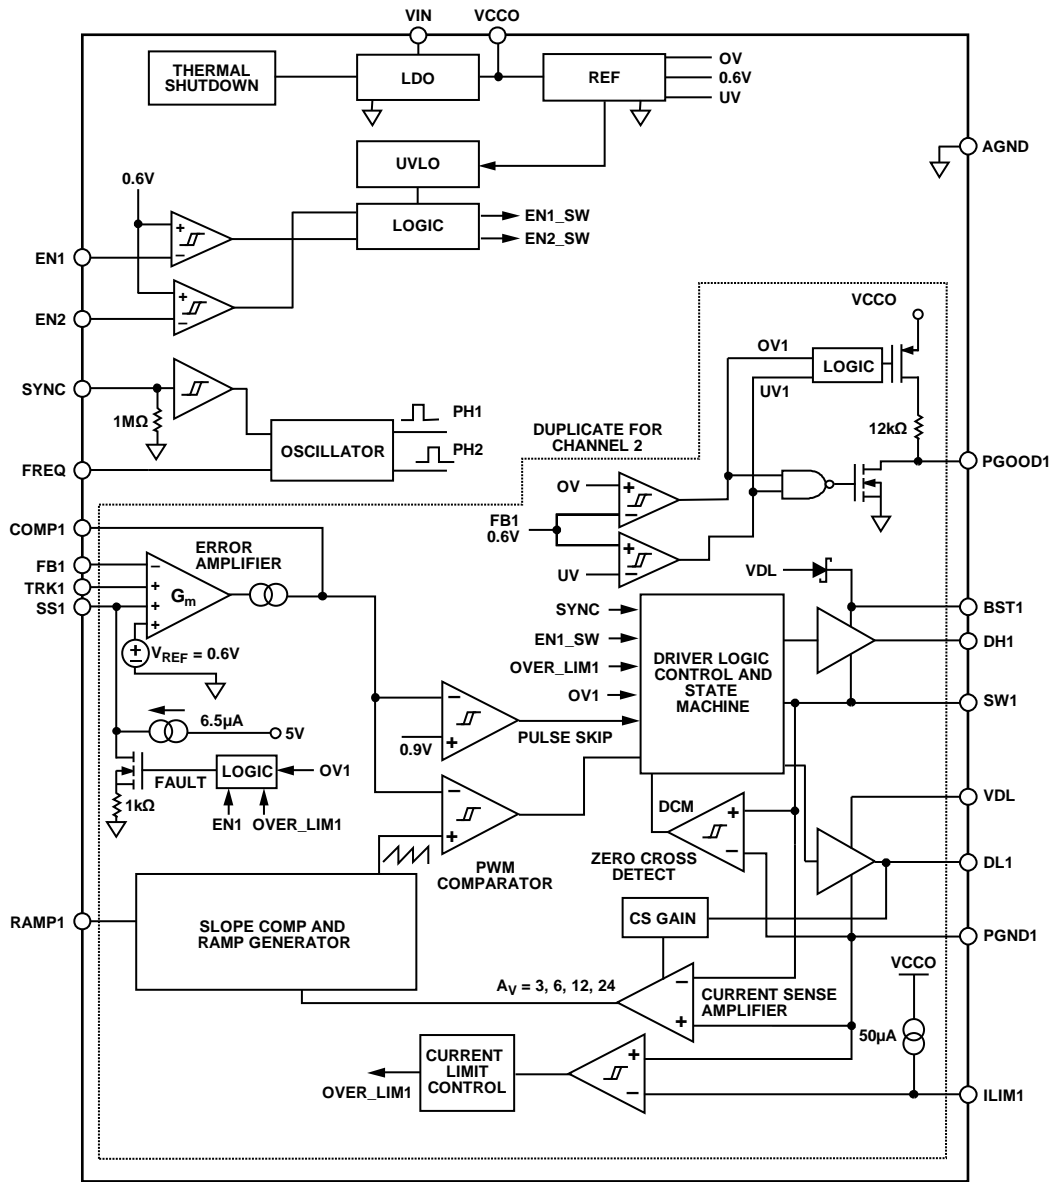 VIN
VCCO
THERMAL
SHUTDOWN
LDO
REF
OV
0.6V
UV
AGND
UVLO
0.6V
LOGIC
EN1_SW
EN2_SW
+
−
EN1
+
−
EN2
VCCO
OV1
LOGIC
UV1
SYNC
1MΩ
12kΩ
PH1
OSCILLATOR
PH2
DUPLICATE FOR
CHANNEL 2
FREQ
PGOOD1
OV
+
−
FB1
0.6V
+
−
UV
COMP1
ERROR
AMPLIFIER
FB1
−
TRK1
+
Gm
SS1
+
+
VREF = 0.6V
VDL
BST1
DH1
SW1
SYNC
EN1_SW
OVER_LIM1
OV1
DRIVER LOGIC
CONTROL AND
STATE
MACHINE
−
0.9V
+
PULSE SKIP
6.5µA
5V
LOGIC
OV1
FAULT
1kΩ
EN1
OVER_LIM1
−
+
PWM
COMPARATOR
DCM
+
−
ZERO CROSS
DETECT
VDL
DL1
RAMP1
SLOPE COMP AND
RAMP GENERATOR
CS GAIN
PGND1
AV = 3, 6, 12, 24
−
+
CURRENT SENSE
AMPLIFIER
VCCO
50µA
CURRENT
LIMIT
CONTROL
OVER_LIM1
+
−
ILIM1